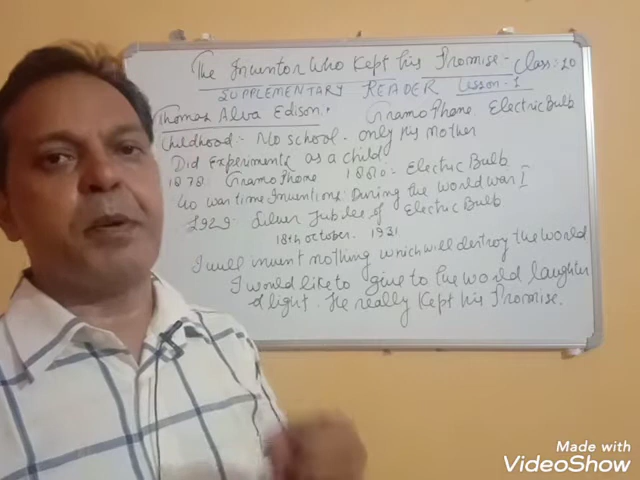 The Inventor Who Kept his Promise - Class: 10
SUPPLEMENTARY READER Lesson-1
Thomas Alva Edison. GramoPhone Electric Bulb
Childhood:- No school. only his mother
Did Experiments as a child.
1878 GramoPhone 1880= Electric Bulb
40 war time Inventions: During the world war I
1929. Silver Jubilee of Electric Bulb
18th october. 1931
I will invent nothing which will destroy the world
I would like to give to the world laughter
& light. He really kept his Promise.
Made with
VideoShow